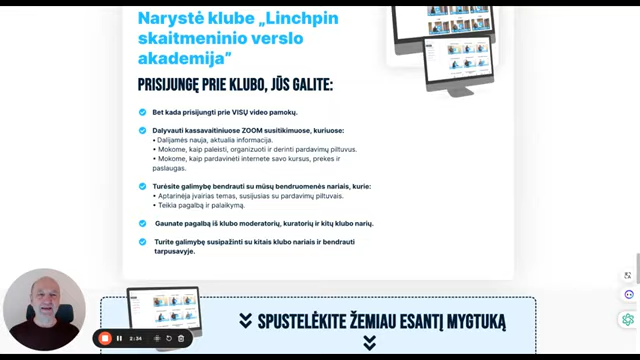 Narystė klube „Linchpin
skaitmeninio verslo
akademija”
PRISIJUNGĘ PRIE KLUBO, JŪS GALITE:
Bet kada prisijungti prie VISŲ video pamokų.
Dalyvauti kassavaitiniuose ZOOM susitikimuose, kuriuose:
• Dalijamės nauja, aktualia informacija.
• Mokome, kaip paleisti, organizuoti ir derinti pardavimų piltuvus.
• Mokome, kaip pardavinėti internete savo kursus, prekes ir
paslaugas.
Turėsite galimybę bendrauti su mūsų bendruomenės nariais, kurie:
• Aptarinėja įvairias temas, susijusias su pardavimų piltuvais.
• Teikia pagalbą ir palaikymą.
Gaunate pagalbą iš klubo moderatorių, kuratorių ir kitų klubo narių.
Turite galimybę susipažinti su kitais klubo nariais ir bendrauti
tarpusavyje.
SPUSTELĖKITE ŽEMIAU ESANTĮ MYGTUKĄ
2:34